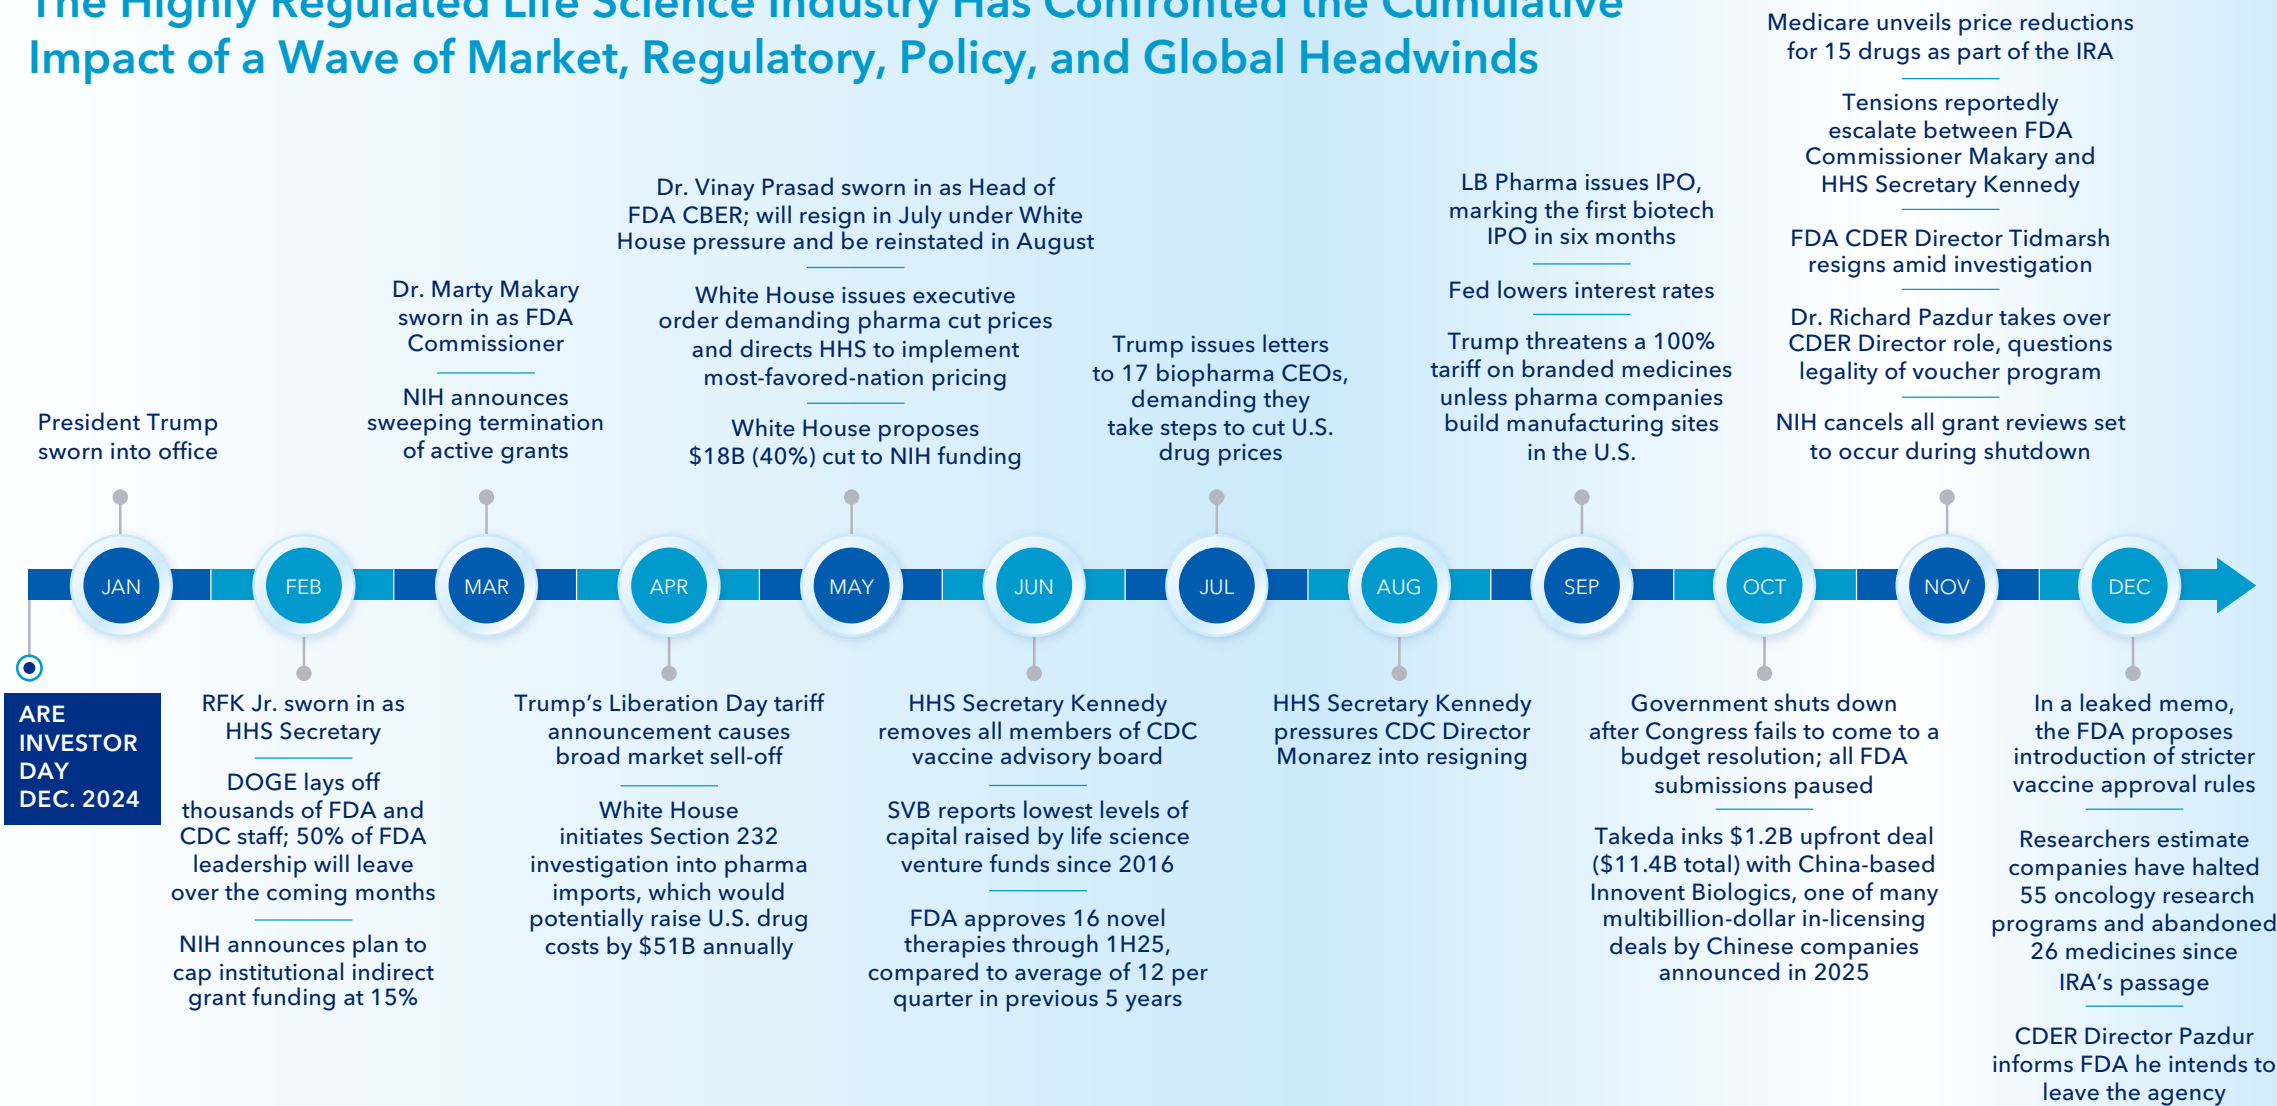 The Highly Regulated Life Science Industry Has Confronted the Cumulative
Impact of a Wave of Market, Regulatory, Policy, and Global Headwinds
President Trump
sworn into office
Dr. Marty Makary
sworn in as FDA
Commissioner
NIH announces
sweeping termination
of active grants
Dr. Vinay Prasad sworn in as Head of
FDA CBER; will resign in July under White
House pressure and be reinstated in August
White House issues executive
order demanding pharma cut prices
and directs HHS to implement
most-favored-nation pricing
White House proposes
$18B (40%) cut to NIH funding
Trump issues letters
to 17 biopharma CEOs,
demanding they
take steps to cut U.S.
drug prices
LB Pharma issues IPO,
marking the first biotech
IPO in six months
Fed lowers interest rates
Trump threatens a 100%
tariff on branded medicines
unless pharma companies
build manufacturing sites
in the U.S.
Medicare unveils price reductions
for 15 drugs as part of the IRA
Tensions reportedly
escalate between FDA
Commissioner Makary and
HHS Secretary Kennedy
FDA CDER Director Tidmarsh
resigns amid investigation
Dr. Richard Pazdur takes over
CDER Director role, questions
legality of voucher program
NIH cancels all grant reviews set
to occur during shutdown
JAN
FEB
MAR
APR
MAY
JUN
JUL
AUG
SEP
OCT
NOV
DEC
ARE
INVESTOR
DAY
DEC. 2024
RFK Jr. sworn in as
HHS Secretary
DOGE lays off
thousands of FDA and
CDC staff; 50% of FDA
leadership will leave
over the coming months
NIH announces plan to
cap institutional indirect
grant funding at 15%
Trump’s Liberation Day tariff
announcement causes
broad market sell-off
White House
initiates Section 232
investigation into pharma
imports, which would
potentially raise U.S. drug
costs by $51B annually
HHS Secretary Kennedy
removes all members of CDC
vaccine advisory board
SVB reports lowest levels of
capital raised by life science
venture funds since 2016
FDA approves 16 novel
therapies through 1H25,
compared to average of 12 per
quarter in previous 5 years
HHS Secretary Kennedy
pressures CDC Director
Monarez into resigning
Government shuts down
after Congress fails to come to a
budget resolution; all FDA
submissions paused
Takeda inks $1.2B upfront deal
($11.4B total) with China-based
Innovent Biologics, one of many
multibillion-dollar in-licensing
deals by Chinese companies
announced in 2025
In a leaked memo,
the FDA proposes
introduction of stricter
vaccine approval rules
Researchers estimate
companies have halted
55 oncology research
programs and abandoned
26 medicines since
IRA’s passage
CDER Director Pazdur
informs FDA he intends to
leave the agency